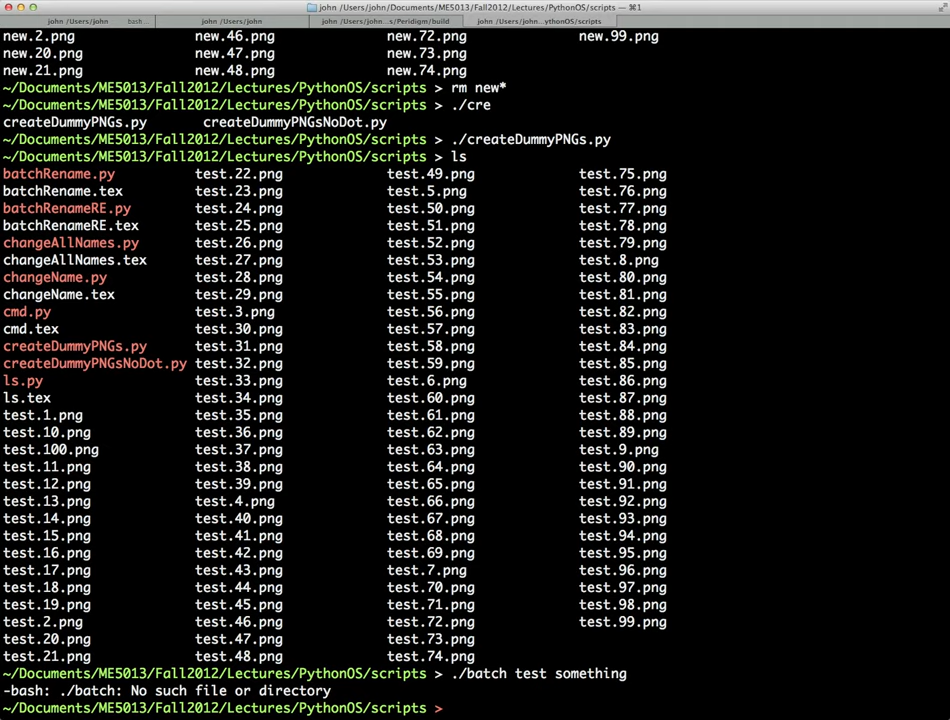 john /Users/john/Documents/ME5013/Fall2012/Lectures/PythonOS/scripts — ⌘1
john /Users/john bash... john /Users/john john /Users/john...s/Peridigm/build john /Users/john...ythonOS/scripts
new.2.png new.46.png new.72.png new.99.png
new.20.png new.47.png new.73.png
new.21.png new.48.png new.74.png
~/Documents/ME5013/Fall2012/Lectures/PythonOS/scripts > rm new*
~/Documents/ME5013/Fall2012/Lectures/PythonOS/scripts > ./cre
createDummyPNGs.py createDummyPNGsNoDot.py
~/Documents/ME5013/Fall2012/Lectures/PythonOS/scripts > ./createDummyPNGs.py
~/Documents/ME5013/Fall2012/Lectures/PythonOS/scripts > ls
batchRename.py test.22.png test.49.png test.75.png
batchRename.tex test.23.png test.5.png test.76.png
batchRenameRE.py test.24.png test.50.png test.77.png
batchRenameRE.tex test.25.png test.51.png test.78.png
changeAllNames.py test.26.png test.52.png test.79.png
changeAllNames.tex test.27.png test.53.png test.8.png
changeName.py test.28.png test.54.png test.80.png
changeName.tex test.29.png test.55.png test.81.png
cmd.py test.3.png test.56.png test.82.png
cmd.tex test.30.png test.57.png test.83.png
createDummyPNGs.py test.31.png test.58.png test.84.png
createDummyPNGsNoDot.py test.32.png test.59.png test.85.png
ls.py test.33.png test.6.png test.86.png
ls.tex test.34.png test.60.png test.87.png
test.1.png test.35.png test.61.png test.88.png
test.10.png test.36.png test.62.png test.89.png
test.100.png test.37.png test.63.png test.9.png
test.11.png test.38.png test.64.png test.90.png
test.12.png test.39.png test.65.png test.91.png
test.13.png test.4.png test.66.png test.92.png
test.14.png test.40.png test.67.png test.93.png
test.15.png test.41.png test.68.png test.94.png
test.16.png test.42.png test.69.png test.95.png
test.17.png test.43.png test.7.png test.96.png
test.18.png test.44.png test.70.png test.97.png
test.19.png test.45.png test.71.png test.98.png
test.2.png test.46.png test.72.png test.99.png
test.20.png test.47.png test.73.png
test.21.png test.48.png test.74.png
~/Documents/ME5013/Fall2012/Lectures/PythonOS/scripts > ./batch test something
-bash: ./batch: No such file or directory
~/Documents/ME5013/Fall2012/Lectures/PythonOS/scripts >